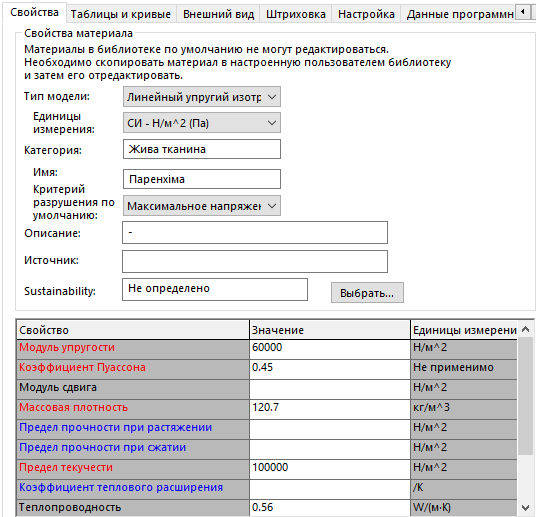 Свойства Таблицы и кривые Внешний вид Штриховка Настройка Данные программн
Свойства материала
Материалы в библиотеке по умолчанию не могут редактироваться.
Необходимо скопировать материал в настроенную пользователем библиотеку
и затем его отредактировать.
Тип модели: Линейный упругий изотр
Единицы измерения: СИ - Н/м^2 (Па)
Категория: Жива тканина
Имя: Паренхіма
Критерий разрушения по умолчанию: Максимальное напряжен
Описание: -
Источник:
Sustainability: Не определено Выбрать...
Свойство Значение Единицы измерени
Модуль упругости 60000 Н/м^2
Коэффициент Пуассона 0.45 Не применимо
Модуль сдвига Н/м^2
Массовая плотность 120.7 кг/м^3
Предел прочности при растяжении Н/м^2
Предел прочности при сжатии Н/м^2
Предел текучести 100000 Н/м^2
Коэффициент теплового расширения /K
Теплопроводность 0.56 W/(м·K)